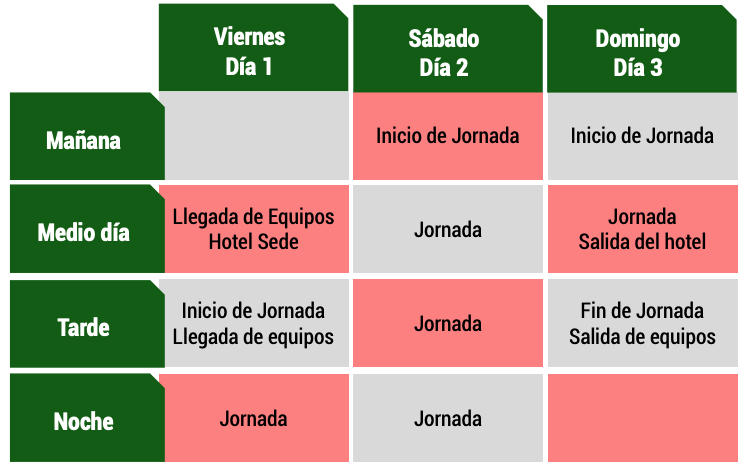 Viernes
Día 1
Sábado
Día 2
Domingo
Día 3
Mañana
Inicio de Jornada
Inicio de Jornada
Medio día
Llegada de Equipos
Hotel Sede
Jornada
Jornada
Salida del hotel
Tarde
Inicio de Jornada
Llegada de equipos
Jornada
Fin de Jornada
Salida de equipos
Noche
Jornada
Jornada